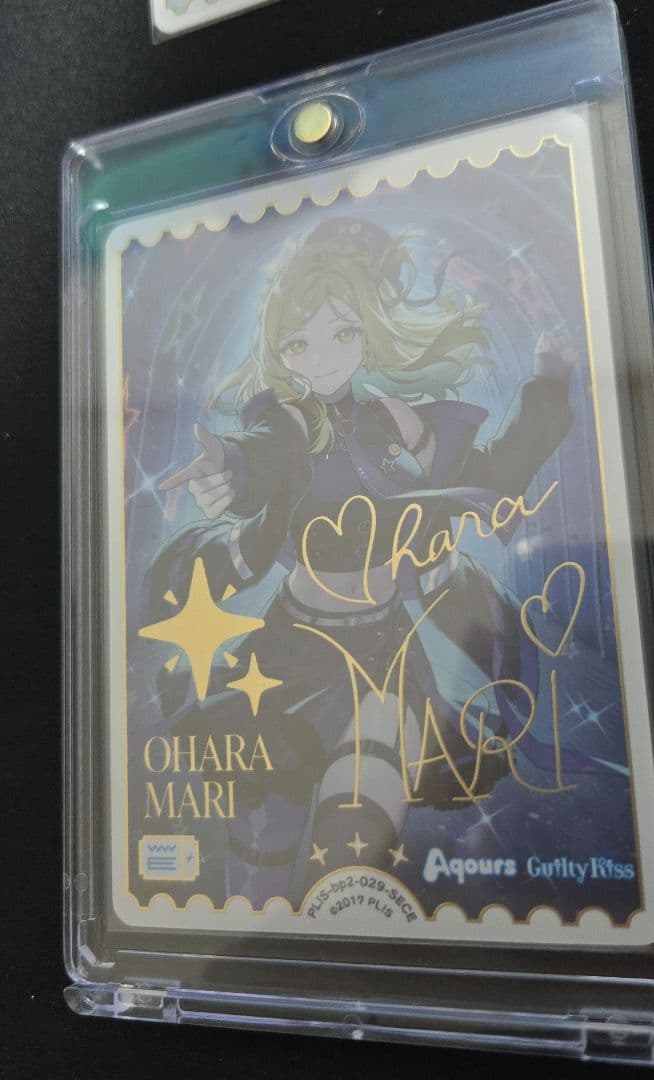 Ohara
MARI
OHARA
MARI
Aqours GuiltyKiss
PLIS-bp2-029-SECE
©2017 PLIS